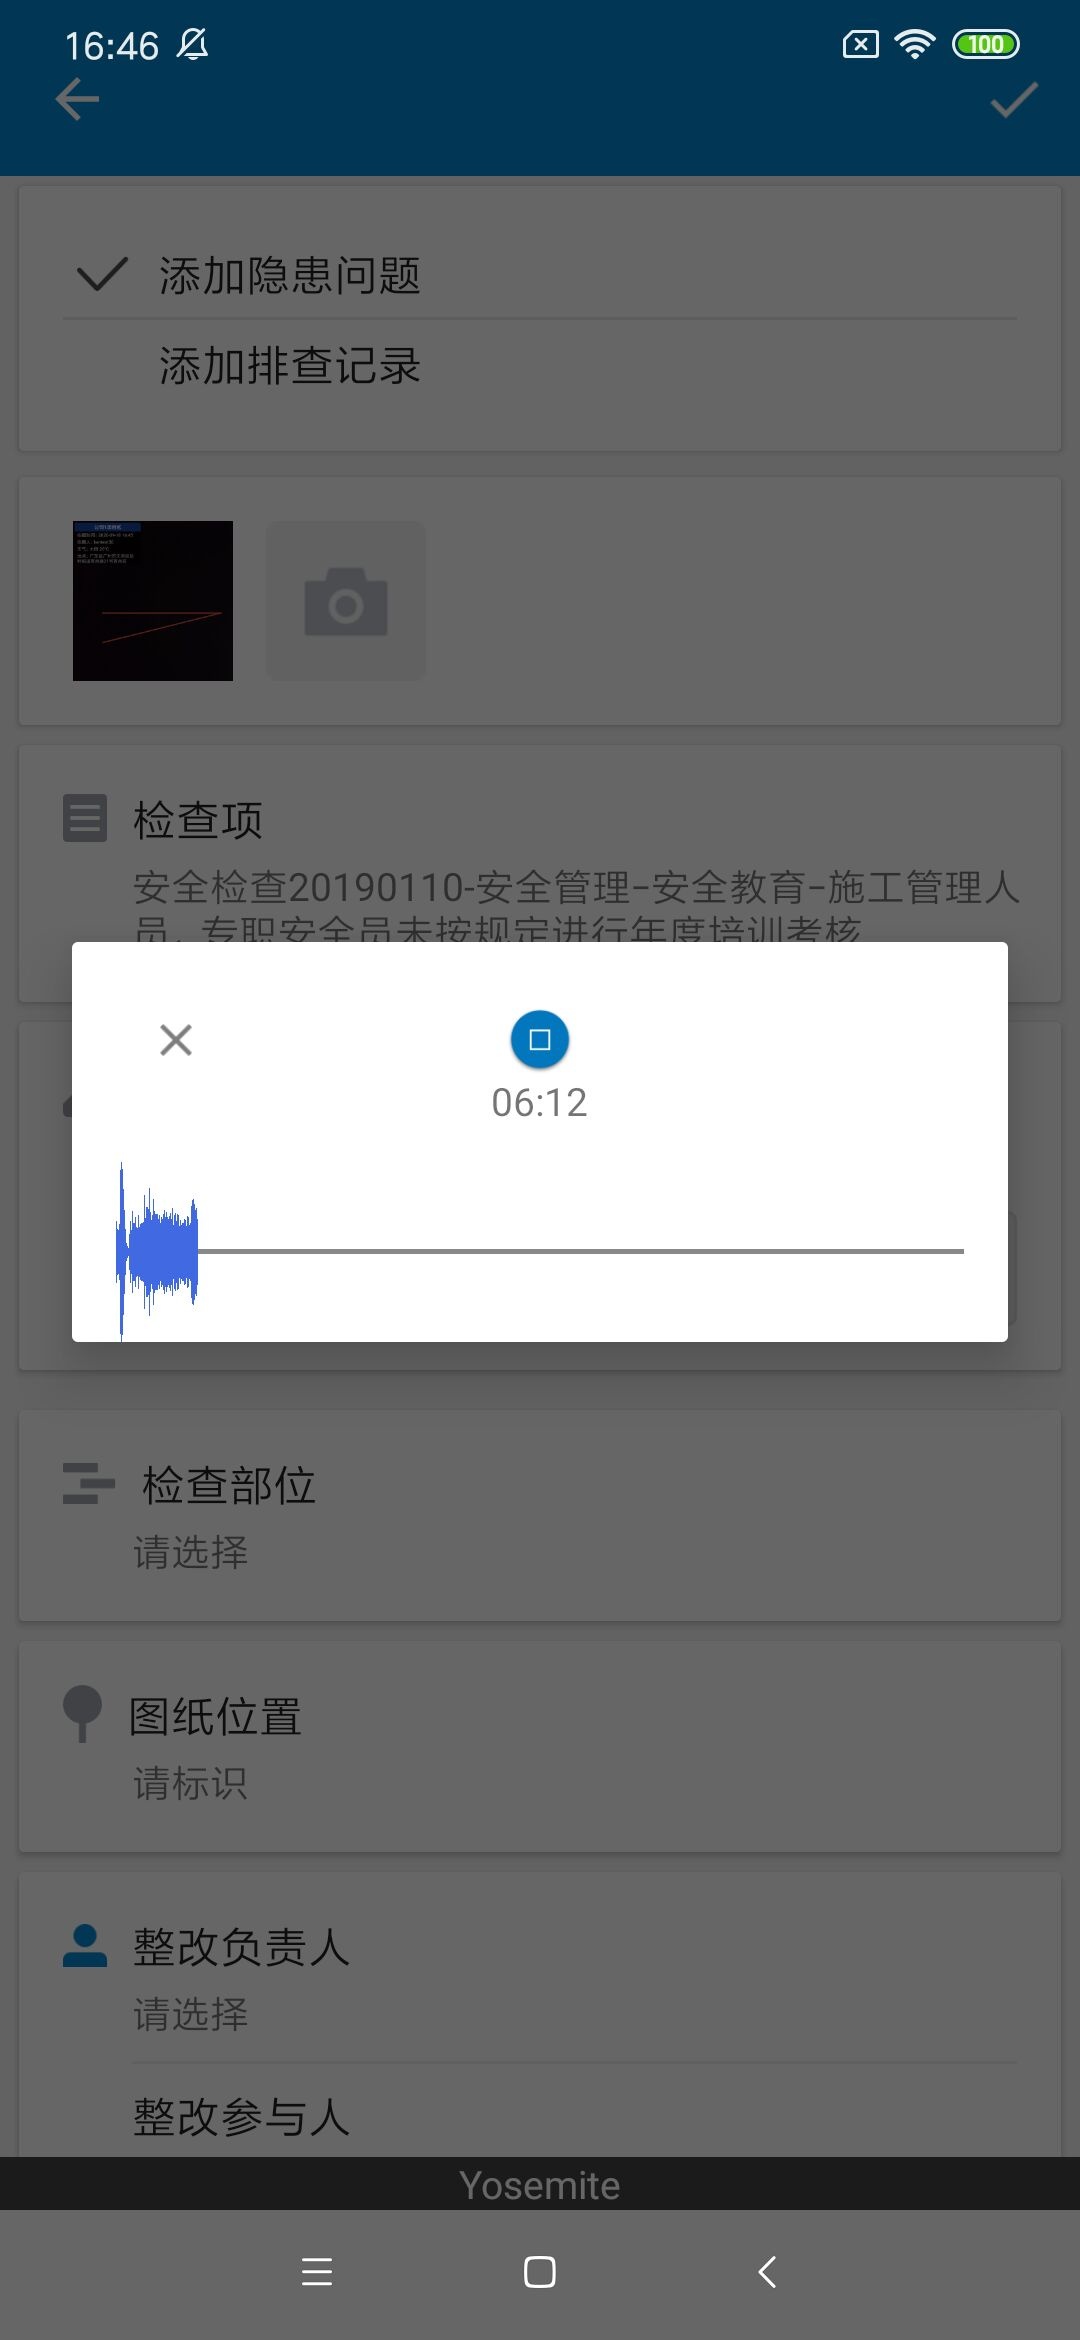 16:46
100
添加隐患问题
添加排查记录
检查项
安全检查20190110-安全管理-安全教育-施工管理人
员、专职安全员未按规定进行年度培训考核
06:12
检查部位
请选择
图纸位置
请标识
整改负责人
请选择
整改参与人
Yosemite